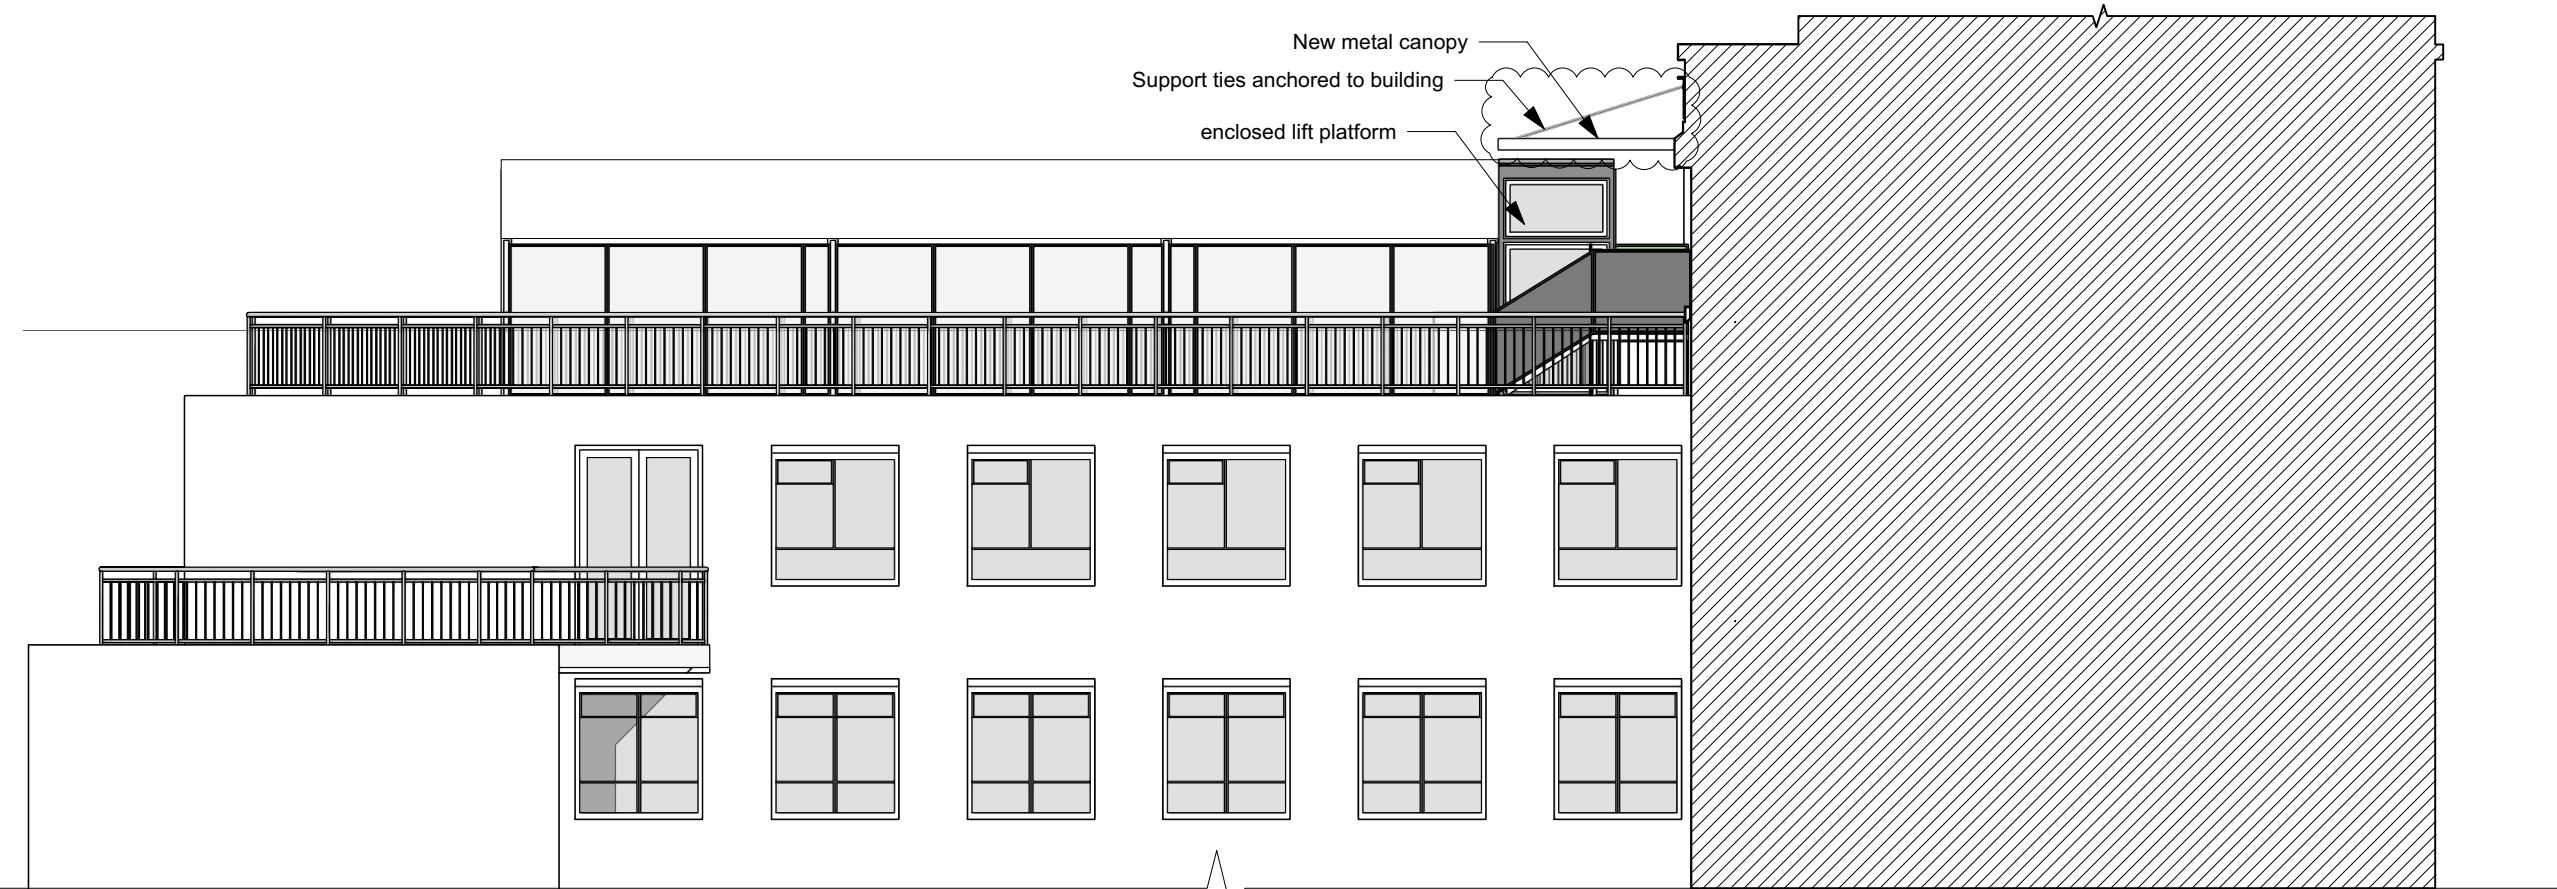 New metal canopy
Support ties anchored to building
enclosed lift platform